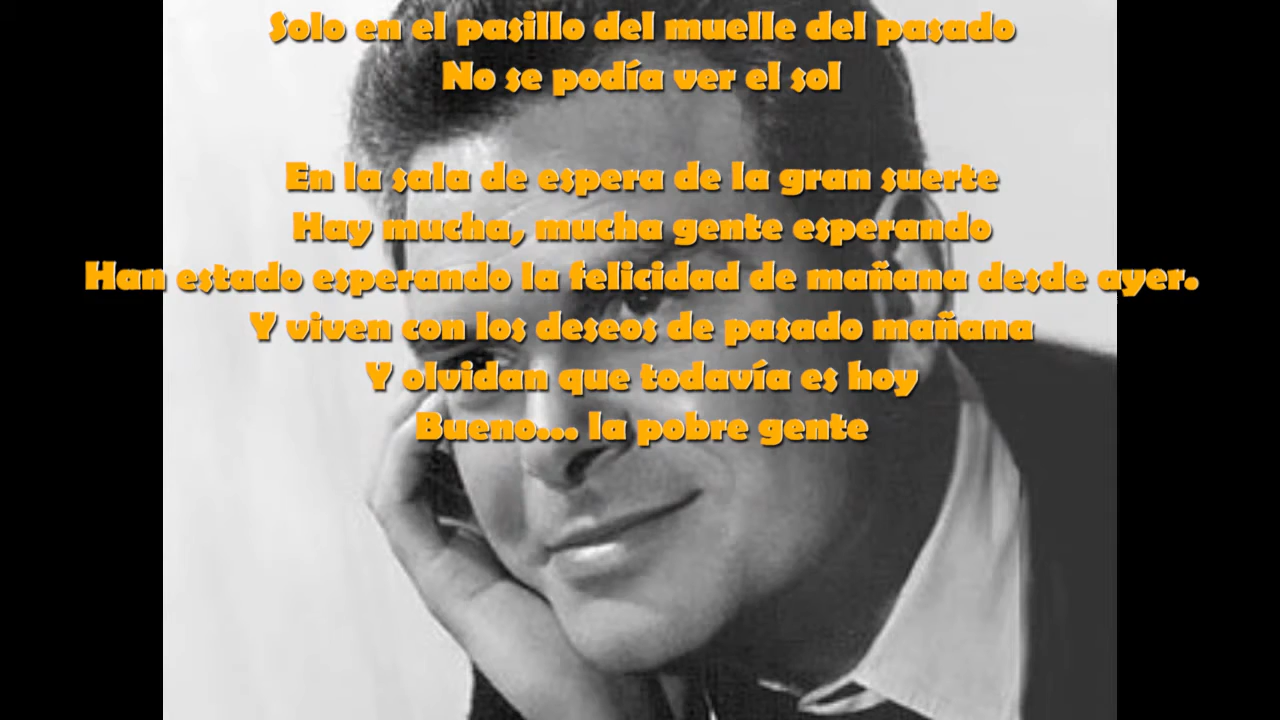 Solo en el pasillo del muelle del pasado
No se podía ver el sol
En la sala de espera de la gran suerte
Hay mucha, mucha gente esperando
Han estado esperando la felicidad de mañana desde ayer.
Y viven con los deseos de pasado mañana
Y olvidan que todavía es hoy
Bueno... la pobre gente